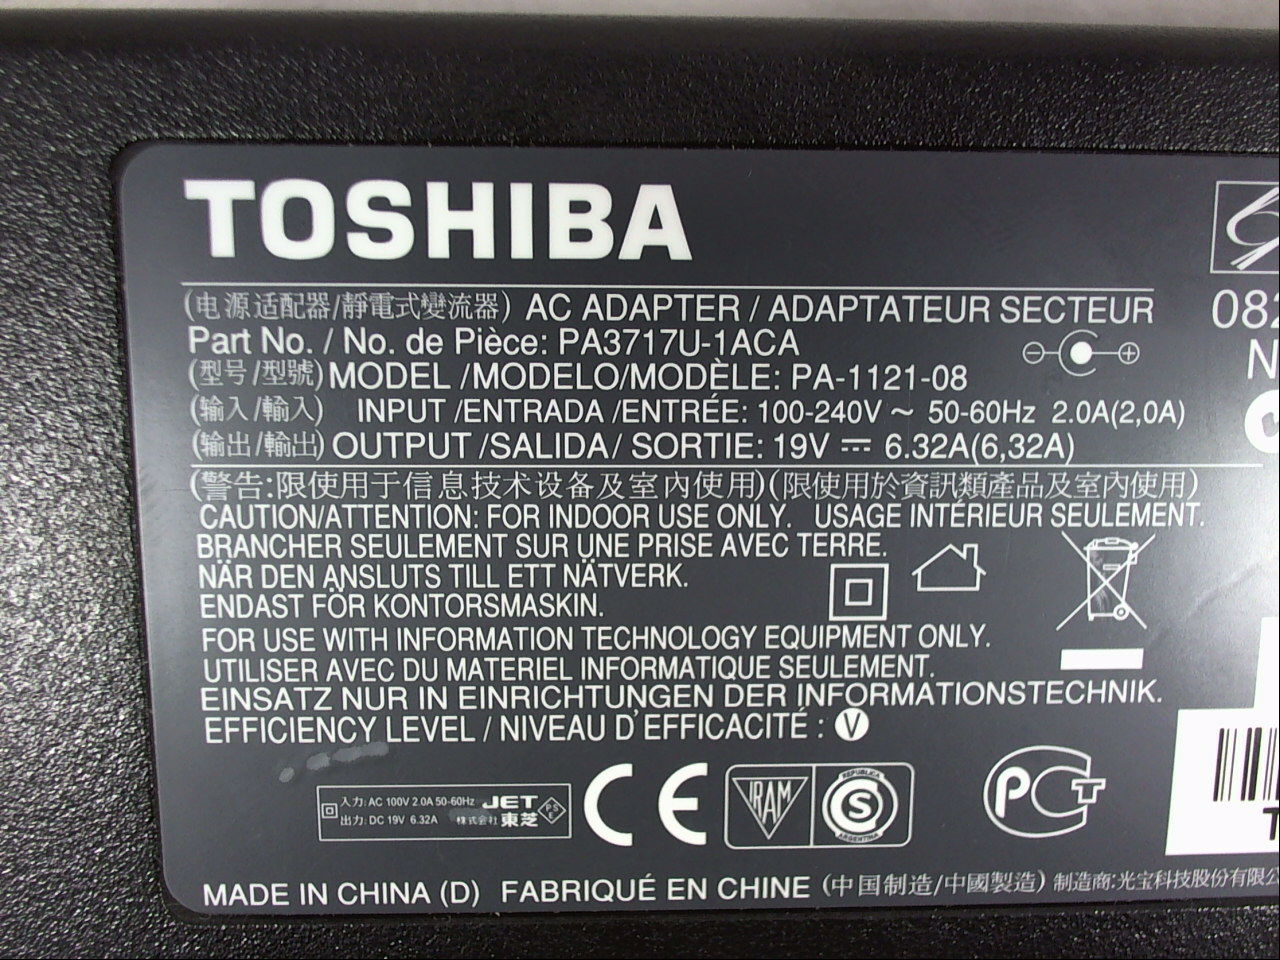 TOSHIBA
(电源适配器/靜電式變流器) AC ADAPTER / ADAPTATEUR SECTEUR
082
Part No. / No. de Pièce: PA3717U-1ACA
N
(型号/型號) MODEL /MODELO/MODÈLE: PA-1121-08
(输入/輸入) INPUT /ENTRADA /ENTRÉE: 100-240V ~ 50-60Hz 2.0A(2,0A)
(输出/輸出) OUTPUT /SALIDA/ SORTIE: 19V ⎓ 6.32A(6,32A)
(警告:限使用于信息技术设备及室內使用)(限使用於資訊類產品及室內使用)
CAUTION/ATTENTION: FOR INDOOR USE ONLY. USAGE INTÉRIEUR SEULEMENT.
BRANCHER SEULEMENT SUR UNE PRISE AVEC TERRE.
NÄR DEN ANSLUTS TILL ETT NÄTVERK.
ENDAST FÖR KONTORSMASKIN.
FOR USE WITH INFORMATION TECHNOLOGY EQUIPMENT ONLY.
UTILISER AVEC DU MATERIEL INFORMATIQUE SEULEMENT.
EINSATZ NUR IN EINRICHTUNGEN DER INFORMATIONSTECHNIK.
EFFICIENCY LEVEL / NIVEAU D'EFFICACITÉ : V
入力: AC 100V 2.0A 50-60Hz JET PSE
出力: DC 19V 6.32A 株式会社 東芝
CE
IRAM
REPUBLICA S ARGENTINA
PCT
T
MADE IN CHINA (D) FABRIQUÉ EN CHINE (中国制造/中國製造) 制造商:光宝科技股份有限公